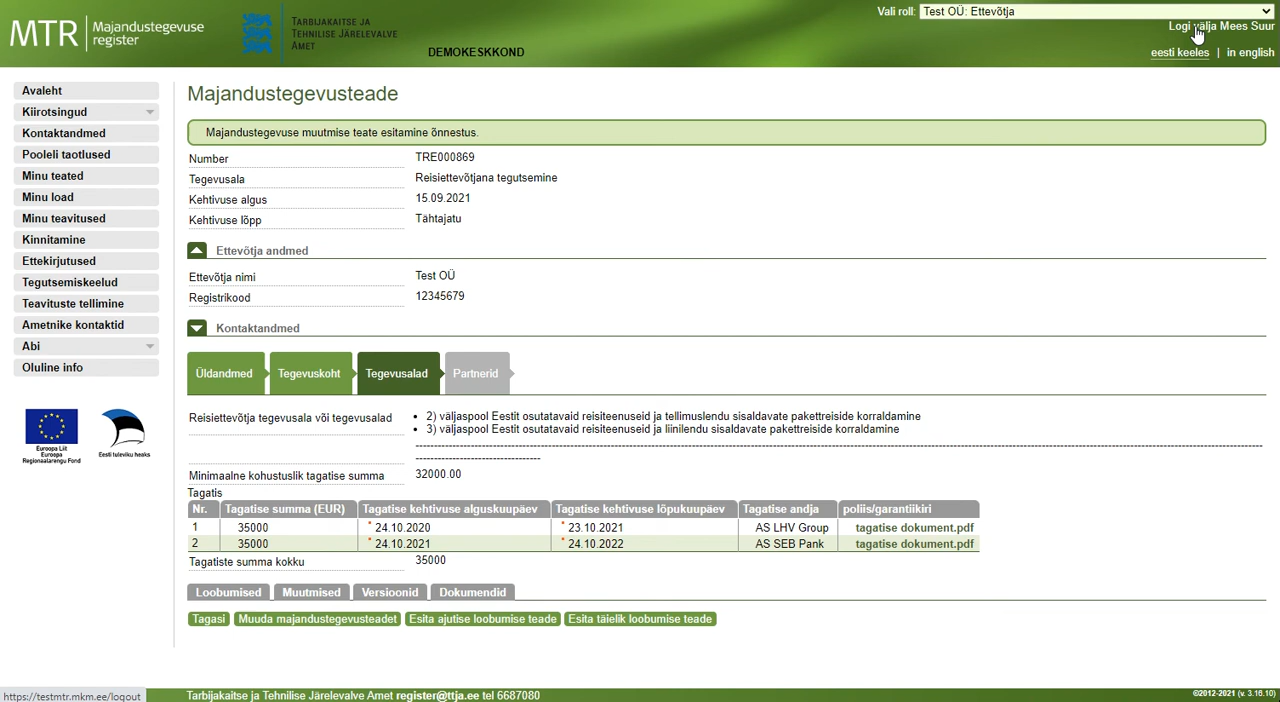 MTR Majandustegevuse register
TARBIJAKAITSE JA TEHNILISE JÄRELEVALVE AMET
DEMOKESKKOND
Vali roll: Test OÜ: Ettevõtja
Logi välja Mees Suur
eesti keeles | in english
Avaleht
Kiirotsingud
Kontaktandmed
Pooleli taotlused
Minu teated
Minu load
Minu teavitused
Kinnitamine
Ettekirjutused
Tegutsemiskeelud
Teavituste tellimine
Ametnike kontaktid
Abi
Oluline info
Euroopa Liit
Euroopa
Regionaalarengu Fond
Eesti tuleviku heaks
Majandustegevusteade
Majandustegevuse muutmise teate esitamine õnnestus.
Number TRE000869
Tegevusala Reisiettevõtjana tegutsemine
Kehtivuse algus 15.09.2021
Kehtivuse lõpp Tähtajatu
Ettevõtja andmed
Ettevõtja nimi Test OÜ
Registrikood 12345679
Kontaktandmed
Üldandmed Tegevuskoht Tegevusalad Partnerid
Reisiettevõtja tegevusala või tegevusalad
• 2) väljaspool Eestit osutatavaid reisiteenuseid ja tellimuslendu sisaldavate pakettreiside korraldamine
• 3) väljaspool Eestit osutatavaid reisiteenuseid ja liinilendu sisaldavate pakettreiside korraldamine
Minimaalne kohustuslik tagatise summa 32000.00
Tagatis
Nr. Tagatise summa (EUR) Tagatise kehtivuse alguskuupäev Tagatise kehtivuse lõpukuupäev Tagatise andja poliis/garantiikiri
1 35000 * 24.10.2020 * 23.10.2021 AS LHV Group tagatise dokument.pdf
2 35000 * 24.10.2021 * 24.10.2022 AS SEB Pank tagatise dokument.pdf
Tagatiste summa kokku 35000
Loobumised Muutmised Versioonid Dokumendid
Tagasi Muuda majandustegevusteadet Esita ajutise loobumise teade Esita täielik loobumise teade
https://testmtr.mkm.ee/logout
Tarbijakaitse ja Tehnilise Järelevalve Amet register@ttja.ee tel 6687080
©2012-2021 (v. 3.16.10)